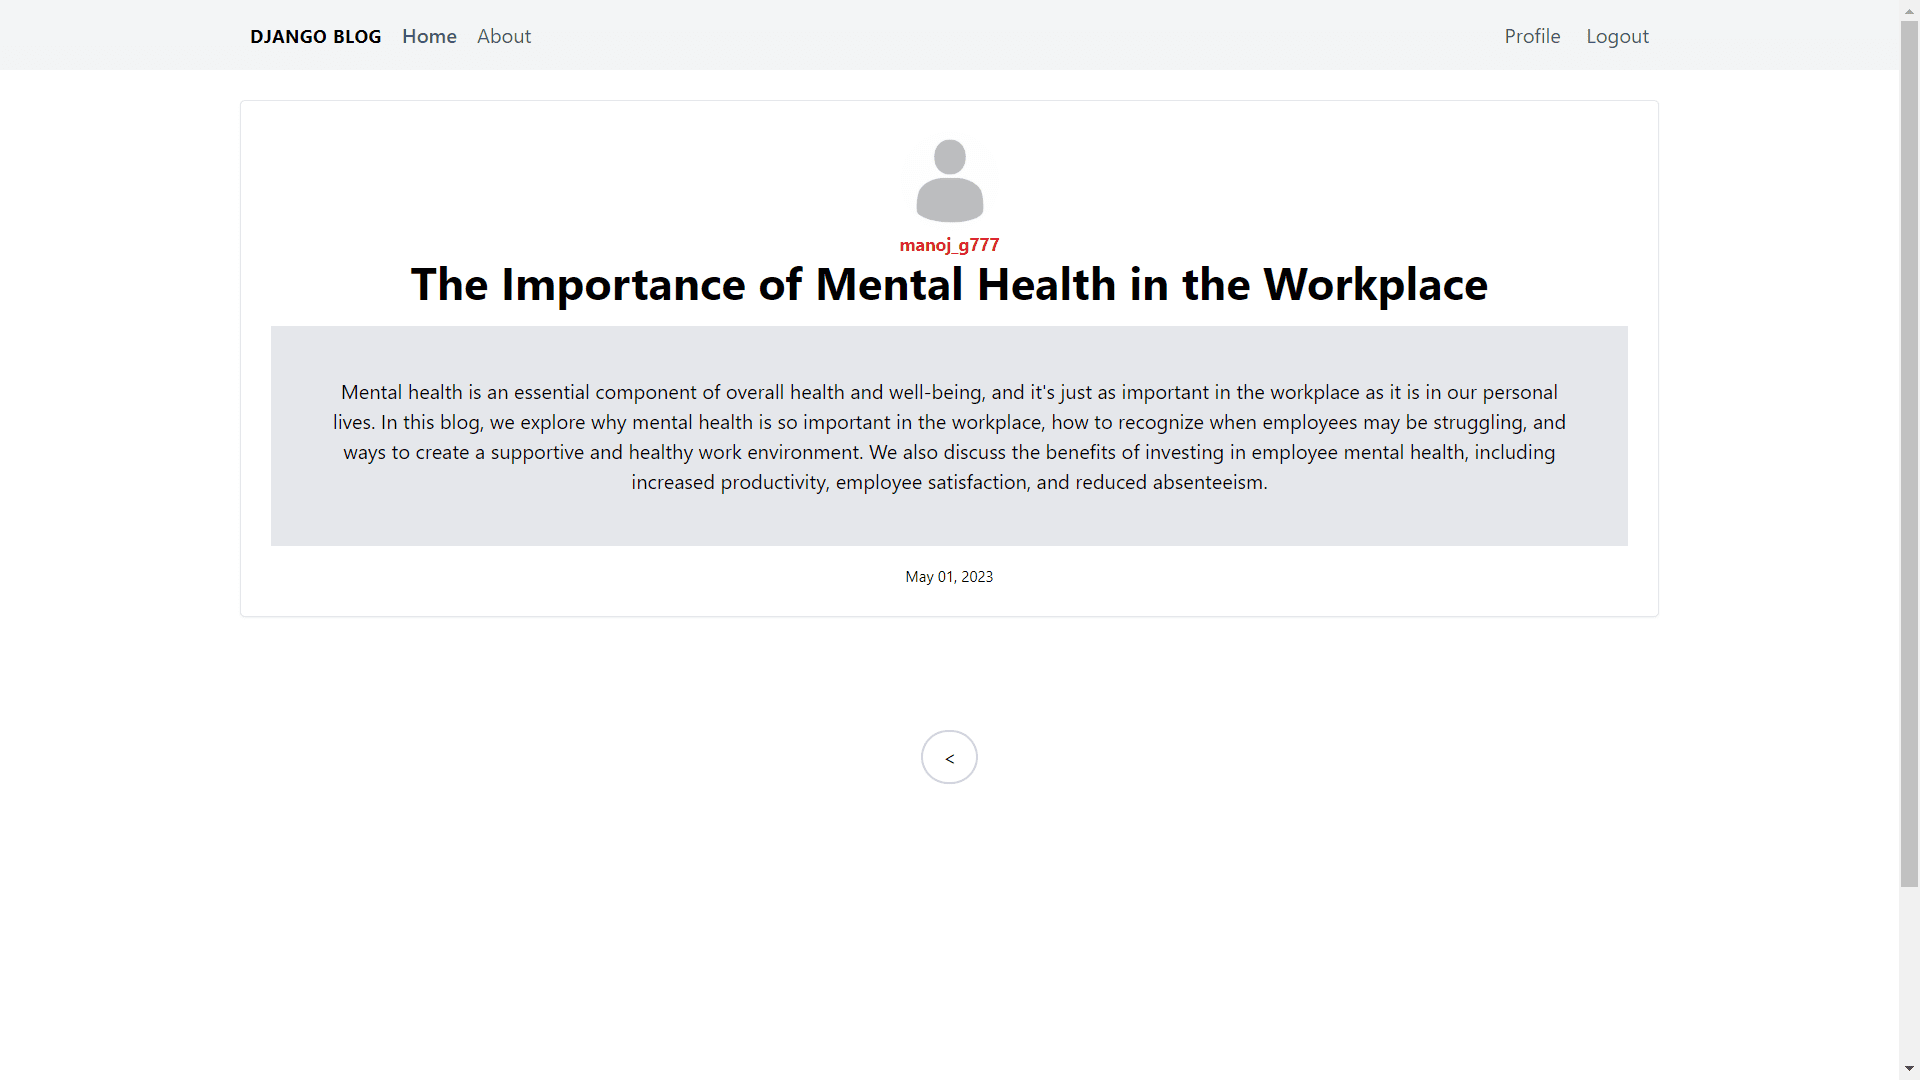 DJANGO BLOG Home About Profile Logout
manoj_g777
The Importance of Mental Health in the Workplace
Mental health is an essential component of overall health and well-being, and it's just as important in the workplace as it is in our personal
lives. In this blog, we explore why mental health is so important in the workplace, how to recognize when employees may be struggling, and
ways to create a supportive and healthy work environment. We also discuss the benefits of investing in employee mental health, including
increased productivity, employee satisfaction, and reduced absenteeism.
May 01, 2023
<